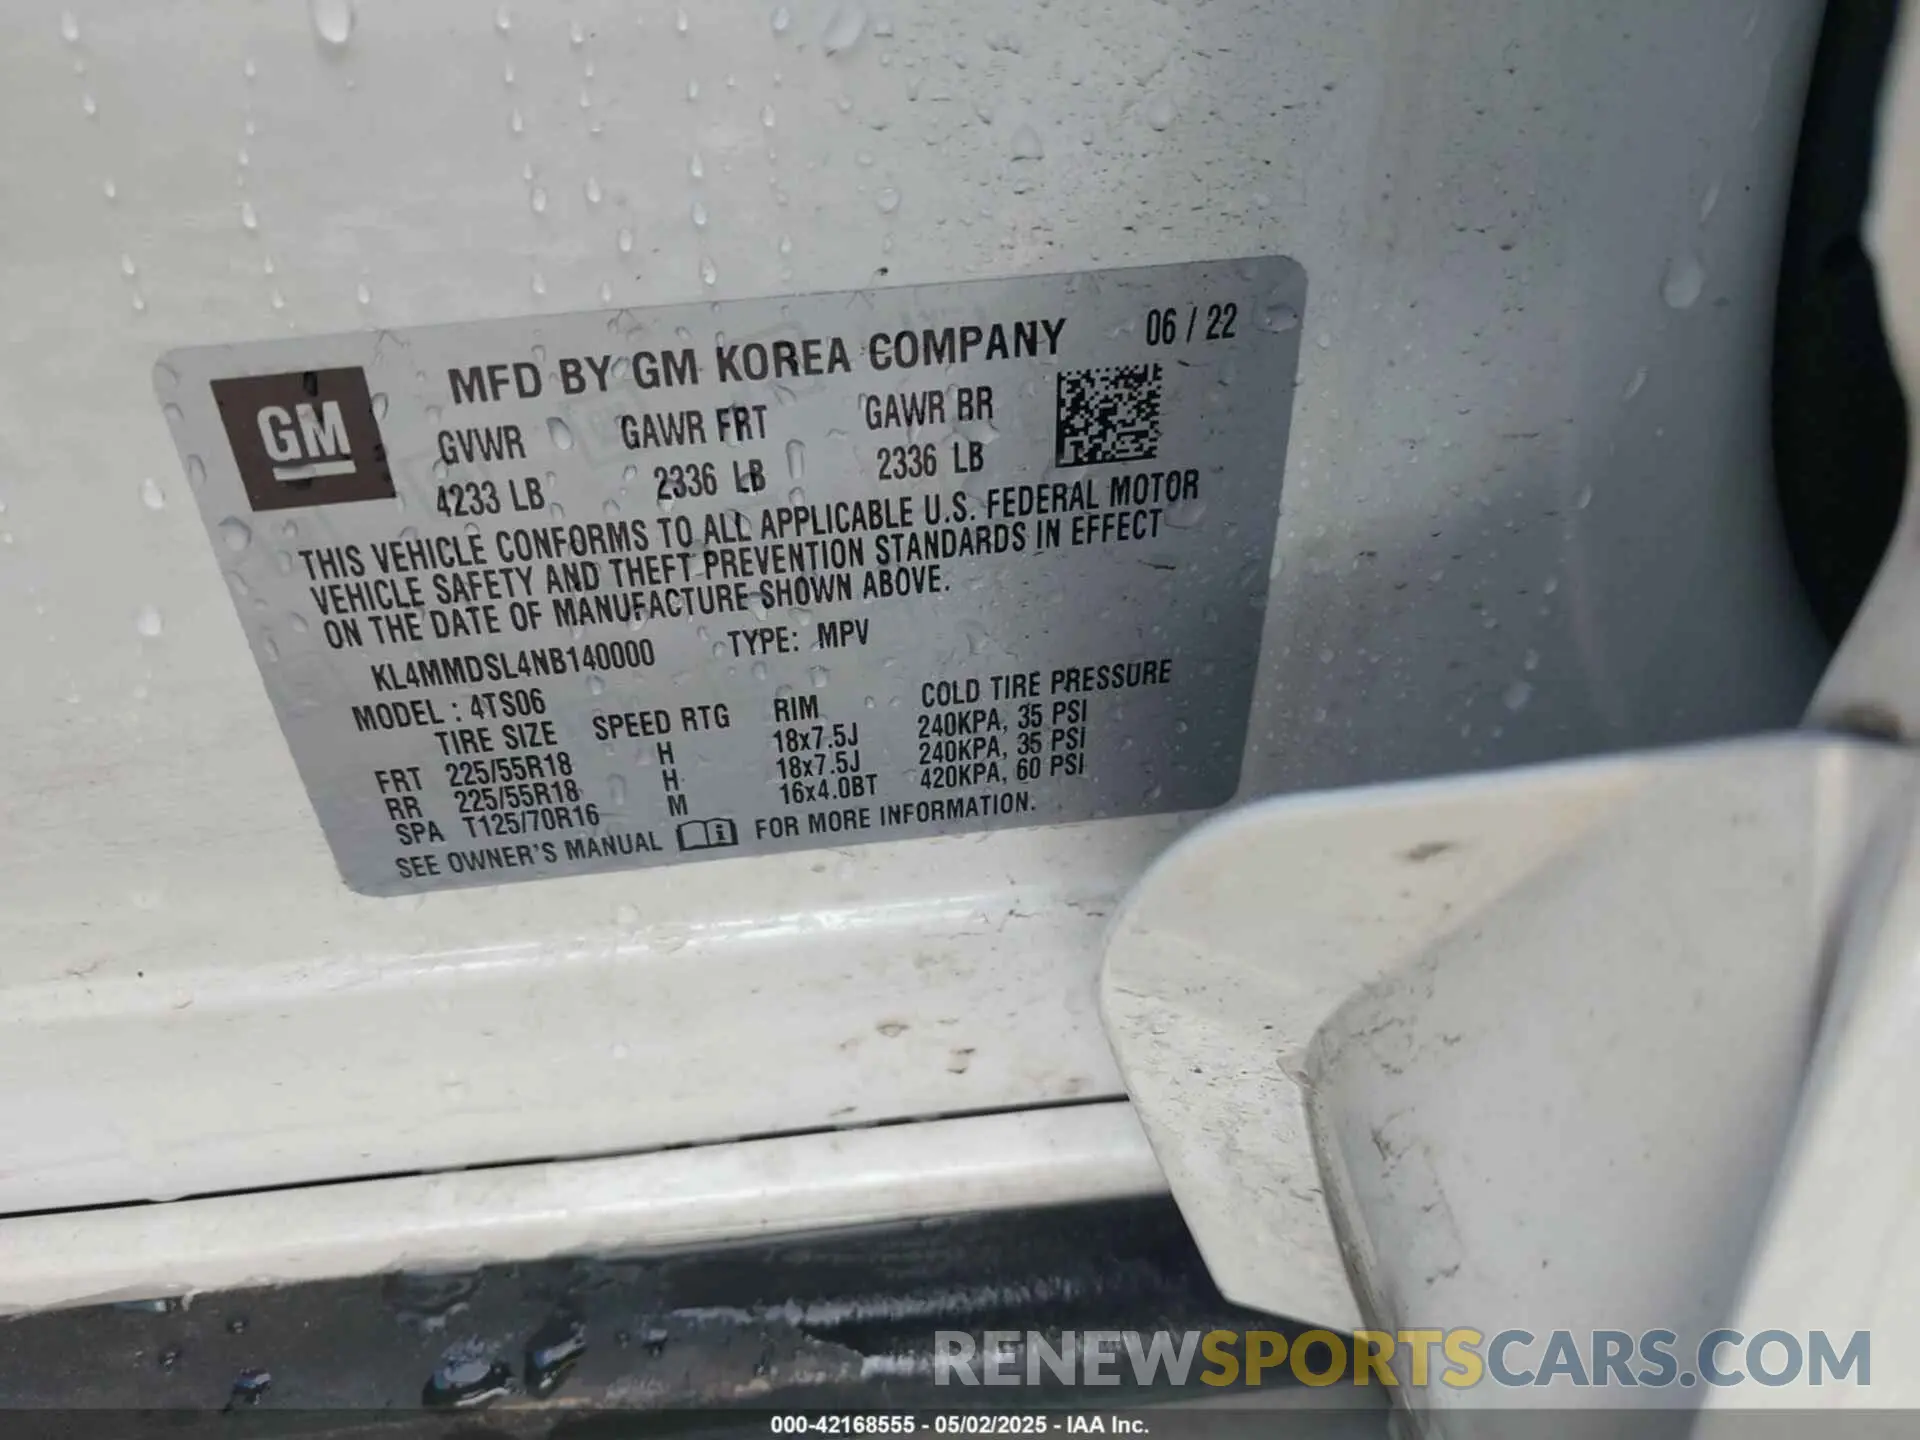 GM
MFD BY GM KOREA COMPANY 06 / 22
GVWR GAWR FRT GAWR RR
4233 LB 2336 LB 2336 LB
THIS VEHICLE CONFORMS TO ALL APPLICABLE U.S. FEDERAL MOTOR
VEHICLE SAFETY AND THEFT PREVENTION STANDARDS IN EFFECT
ON THE DATE OF MANUFACTURE SHOWN ABOVE.
KL4MMDSL4NB140000 TYPE: MPV
MODEL : 4TS06
TIRE SIZE SPEED RTG RIM COLD TIRE PRESSURE
FRT 225/55R18 H 18x7.5J 240KPA, 35 PSI
RR 225/55R18 H 18x7.5J 240KPA, 35 PSI
SPA T125/70R16 M 16x4.0BT 420KPA, 60 PSI
SEE OWNER'S MANUAL FOR MORE INFORMATION.
RENEWSPORTSCARS.COM
000-42168555 - 05/02/2025 - IAA Inc.